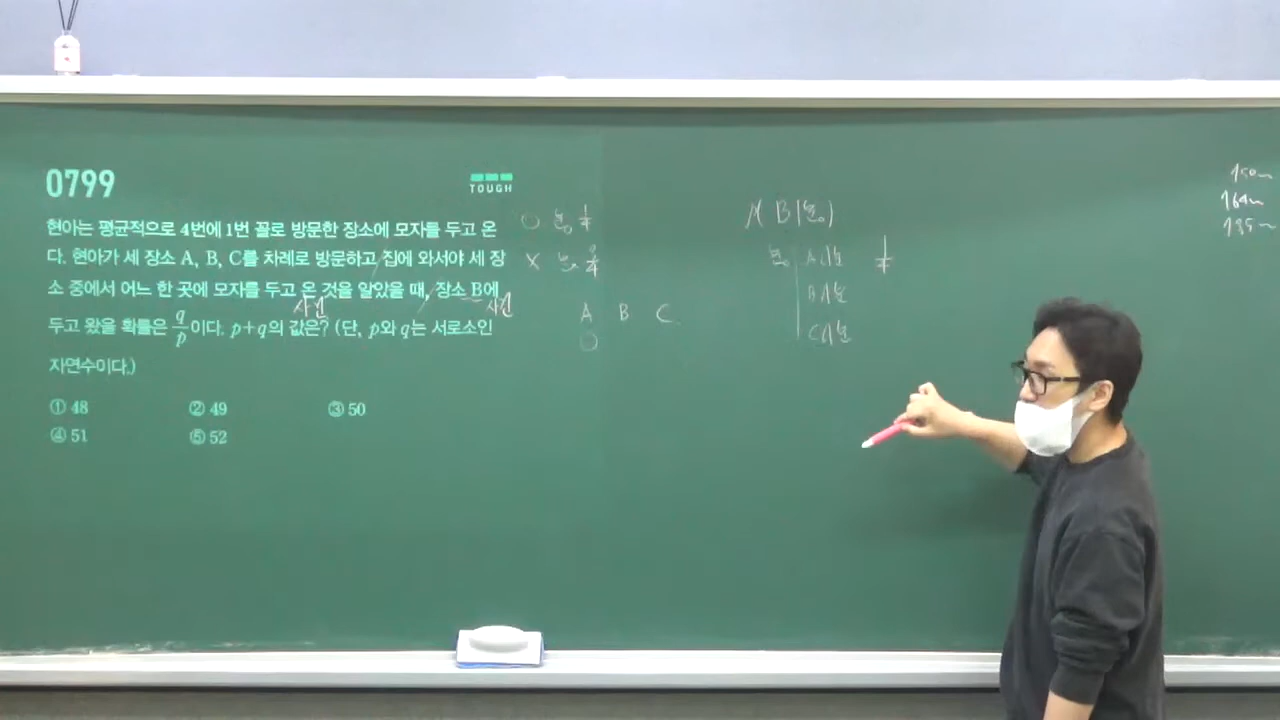 0799
TOUGH
현아는 평균적으로 4번에 1번 꼴로 방문한 장소에 모자를 두고 온
다. 현아가 세 장소 A, B, C를 차례로 방문하고 집에 와서야 세 장
소 중에서 어느 한 곳에 모자를 두고 온 것을 알았을 때, 장소 B에
두고 왔을 확률은 q/p이다. p+q의 값은? (단, p와 q는 서로소인
자연수이다.)
① 48 ② 49 ③ 50
④ 51 ⑤ 52
사건 사건
○ 1/4
×
A B C
○
1/4